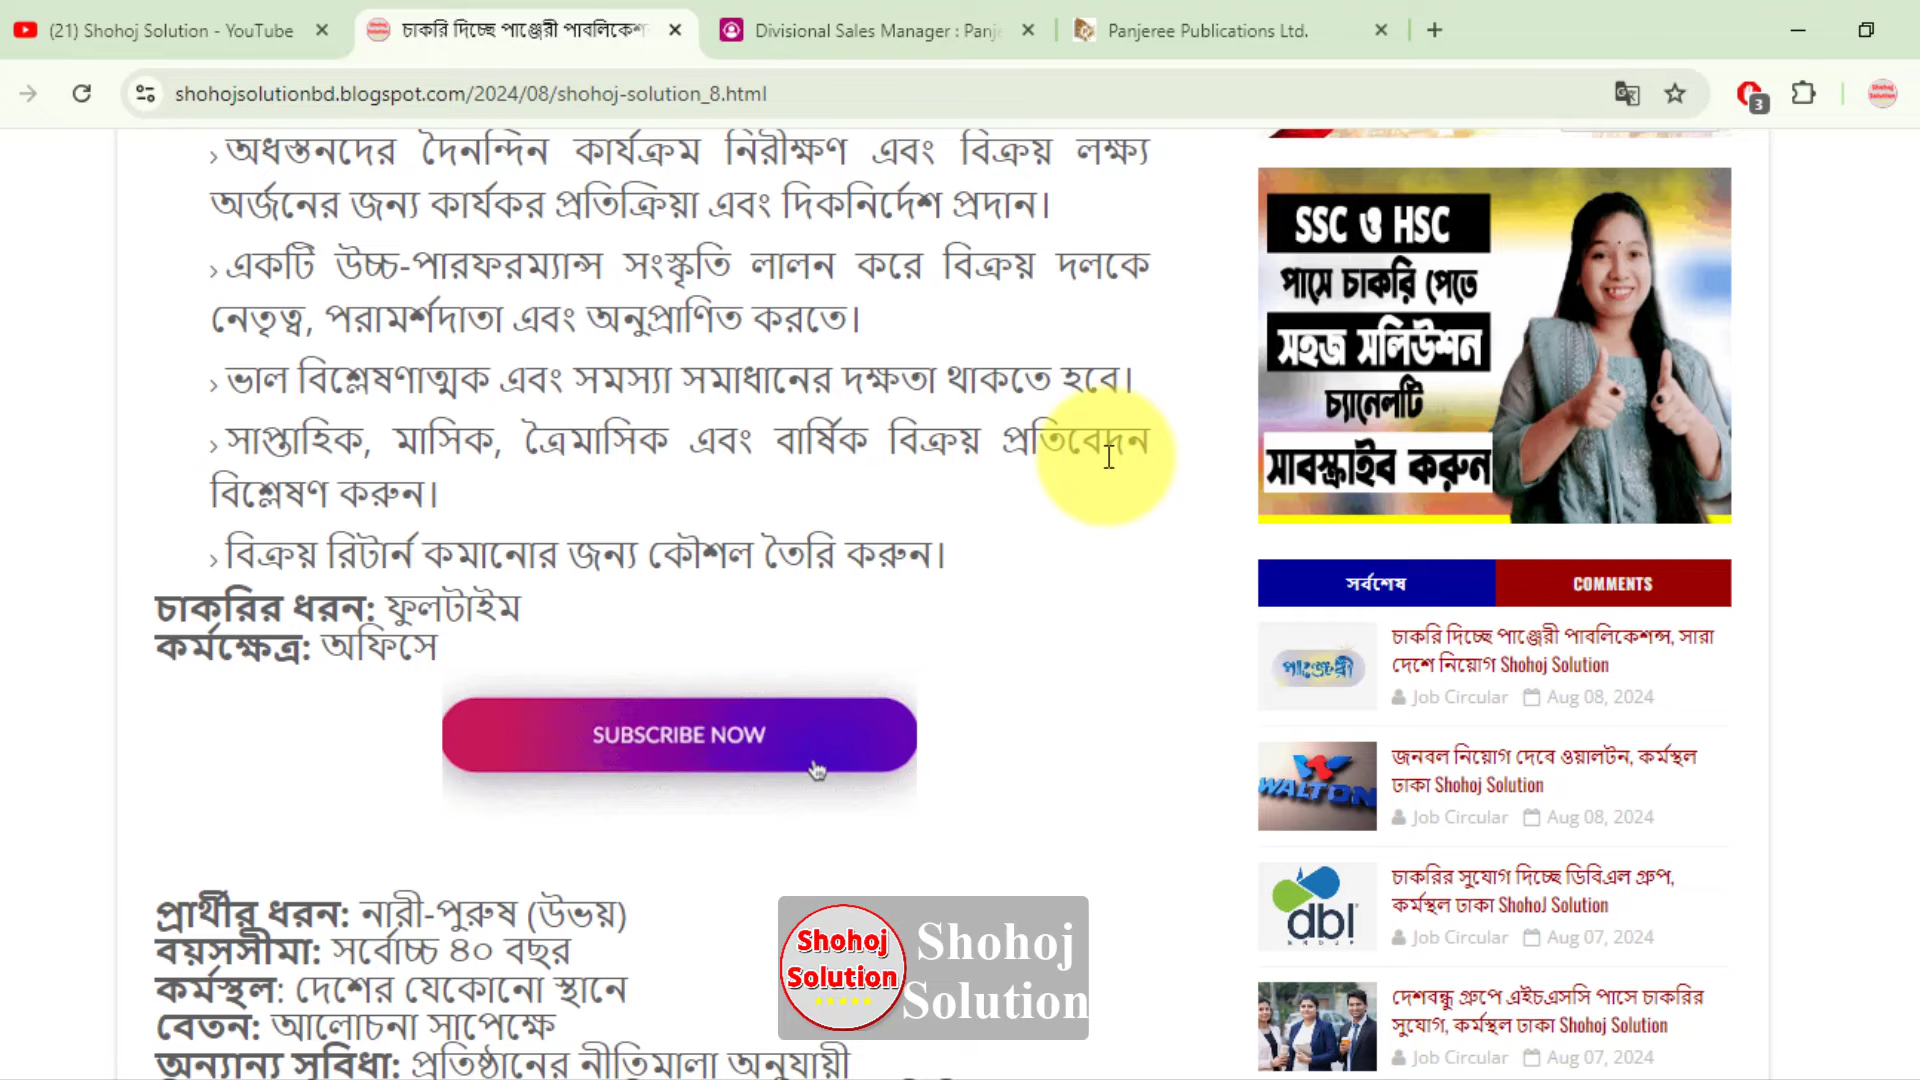 (21) Shohoj Solution - YouTube
চাকরি দিচ্ছে পাঞ্জেরী পাবলিকেশ
Divisional Sales Manager : Panj
Panjeree Publications Ltd.
shohojsolutionbd.blogspot.com/2024/08/shohoj-solution_8.html
3
› অধস্তনদের দৈনন্দিন কার্যক্রম নিরীক্ষণ এবং বিক্রয় লক্ষ্য
অর্জনের জন্য কার্যকর প্রতিক্রিয়া এবং দিকনির্দেশ প্রদান।
› একটি উচ্চ-পারফরম্যান্স সংস্কৃতি লালন করে বিক্রয় দলকে
নেতৃত্ব, পরামর্শদাতা এবং অনুপ্রাণিত করতে।
› ভাল বিশ্লেষণাত্মক এবং সমস্যা সমাধানের দক্ষতা থাকতে হবে।
› সাপ্তাহিক, মাসিক, ত্রৈমাসিক এবং বার্ষিক বিক্রয় প্রতিবেদন
বিশ্লেষণ করুন।
› বিক্রয় রিটার্ন কমানোর জন্য কৌশল তৈরি করুন।
চাকরির ধরন: ফুলটাইম
কর্মক্ষেত্র: অফিসে
SUBSCRIBE NOW
প্রার্থীর ধরন: নারী-পুরুষ (উভয়)
বয়সসীমা: সর্বোচ্চ ৪০ বছর
কর্মস্থল: দেশের যেকোনো স্থানে
বেতন: আলোচনা সাপেক্ষে
অন্যান্য সুবিধা: প্রতিষ্ঠানের নীতিমালা অনুযায়ী
Shohoj
Solution
Shohoj
Solution
SSC ও HSC
পাসে চাকরি পেতে
সহজ সলিউশন
চ্যানেলটি
সাবস্ক্রাইব করুন
সর্বশেষ
COMMENTS
পাঞ্জেরী
চাকরি দিচ্ছে পাঞ্জেরী পাবলিকেশন্স, সারা
দেশে নিয়োগ Shohoj Solution
Job Circular Aug 08, 2024
WALTON
জনবল নিয়োগ দেবে ওয়ালটন, কর্মস্থল
ঢাকা Shohoj Solution
Job Circular Aug 08, 2024
dbl
GROUP
চাকরির সুযোগ দিচ্ছে ডিবিএল গ্রুপ,
কর্মস্থল ঢাকা ShohoJ Solution
Job Circular Aug 07, 2024
দেশবন্ধু গ্রুপে এইচএসসি পাসে চাকরির
সুযোগ, কর্মস্থল ঢাকা Shohoj Solution
Job Circular Aug 07, 2024